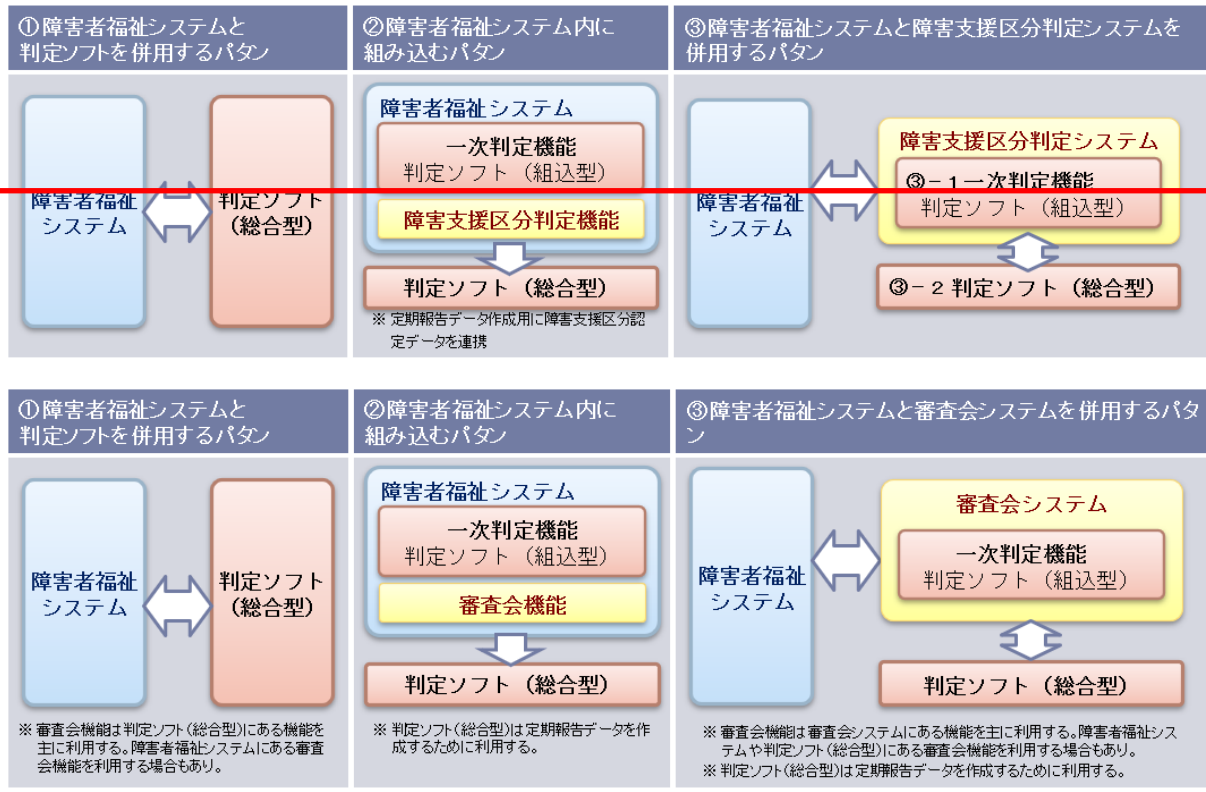 ①障害者福祉システムと
判定ソフトを併用するパタン
②障害者福祉システム内に
組み込むパタン
③障害者福祉システムと障害支援区分判定システムを
併用するパタン
障害者福祉
システム
判定ソフト
(総合型)
障害者福祉システム
一次判定機能
判定ソフト（組込型）
障害支援区分判定機能
判定ソフト（総合型）
※ 定期報告データ作成用に障害支援区分認
定データを連携
障害者福祉
システム
障害支援区分判定システム
③－１一次判定機能
判定ソフト（組込型）
③－２ 判定ソフト（総合型）
①障害者福祉システムと
判定ソフトを併用するパタン
②障害者福祉システム内に
組み込むパタン
③障害者福祉システムと審査会システムを併用するパタ
ン
障害者福祉
システム
判定ソフト
(総合型)
※ 審査会機能は判定ソフト(総合型)にある機能を
主に利用する。障害者福祉システムにある審査
会機能を利用する場合もあり。
障害者福祉システム
一次判定機能
判定ソフト（組込型）
審査会機能
判定ソフト（総合型）
※ 判定ソフト(総合型)は定期報告データを作
成するために利用する。
障害者福祉
システム
審査会システム
一次判定機能
判定ソフト（組込型）
判定ソフト（総合型）
※ 審査会機能は審査会システムにある機能を主に利用する。障害者福祉シス
テムや判定ソフト(総合型)にある審査会機能を利用する場合もあり。
※ 判定ソフト(総合型)は定期報告データを作成するために利用する。